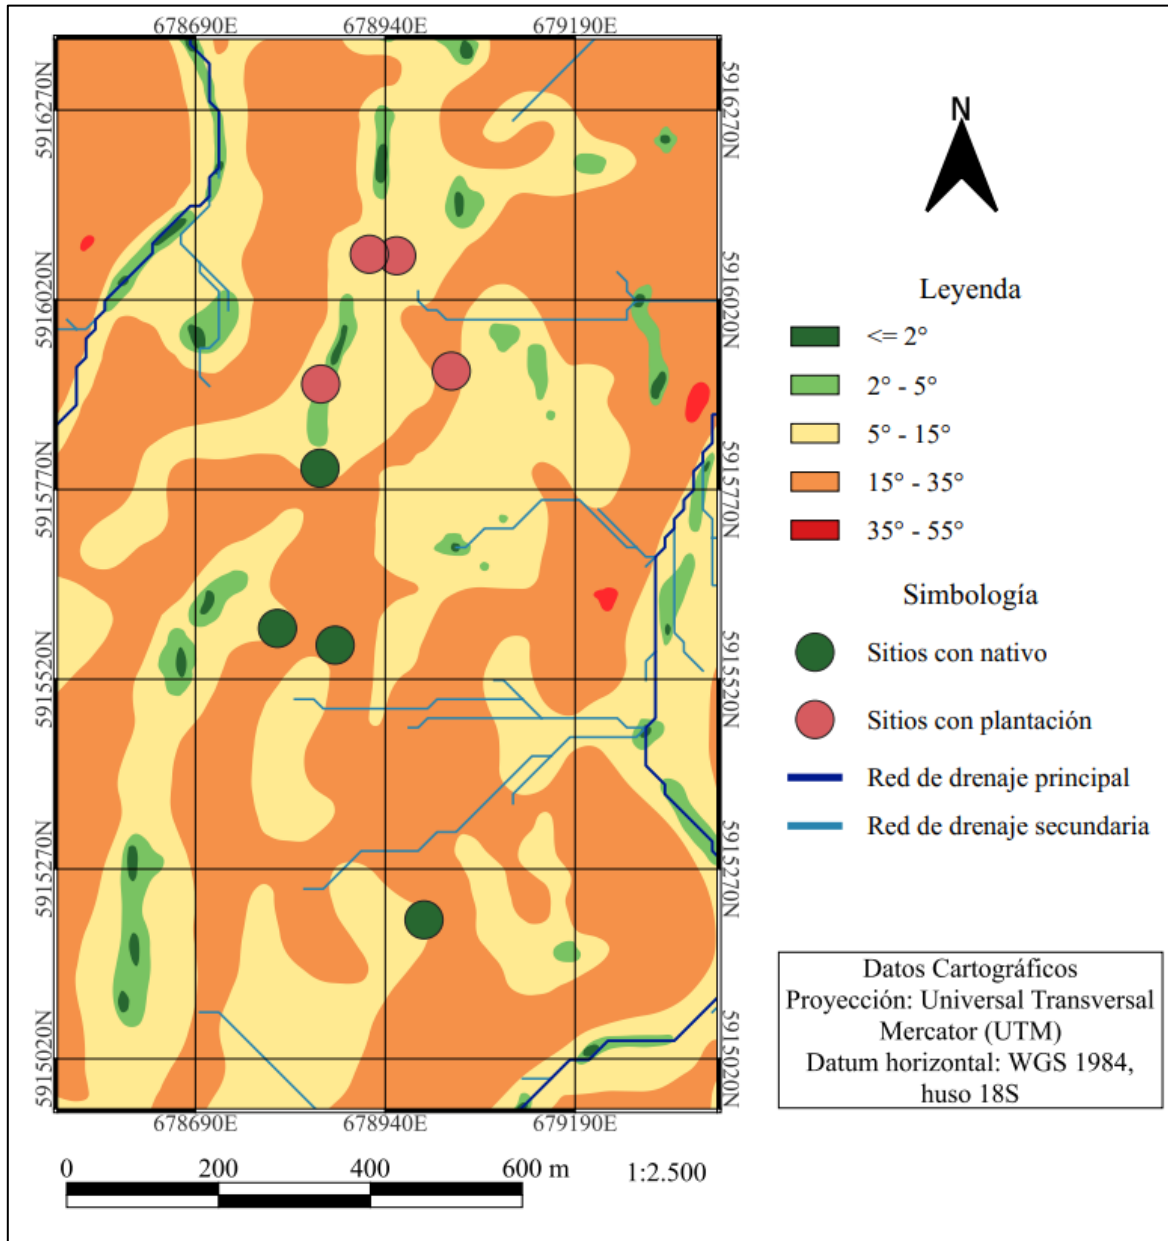 678690E 678940E 679190E
5916270N
5916020N
5915770N
5915520N
5915270N
5915020N
5916270N
5916020N
5915770N
5915520N
5915270N
5915020N
678690E 678940E 679190E
0 200 400 600 m 1:2.500
N
Leyenda
<= 2°
2° - 5°
5° - 15°
15° - 35°
35° - 55°
Simbología
Sitios con nativo
Sitios con plantación
Red de drenaje principal
Red de drenaje secundaria
Datos Cartográficos
Proyección: Universal Transversal
Mercator (UTM)
Datum horizontal: WGS 1984,
huso 18S